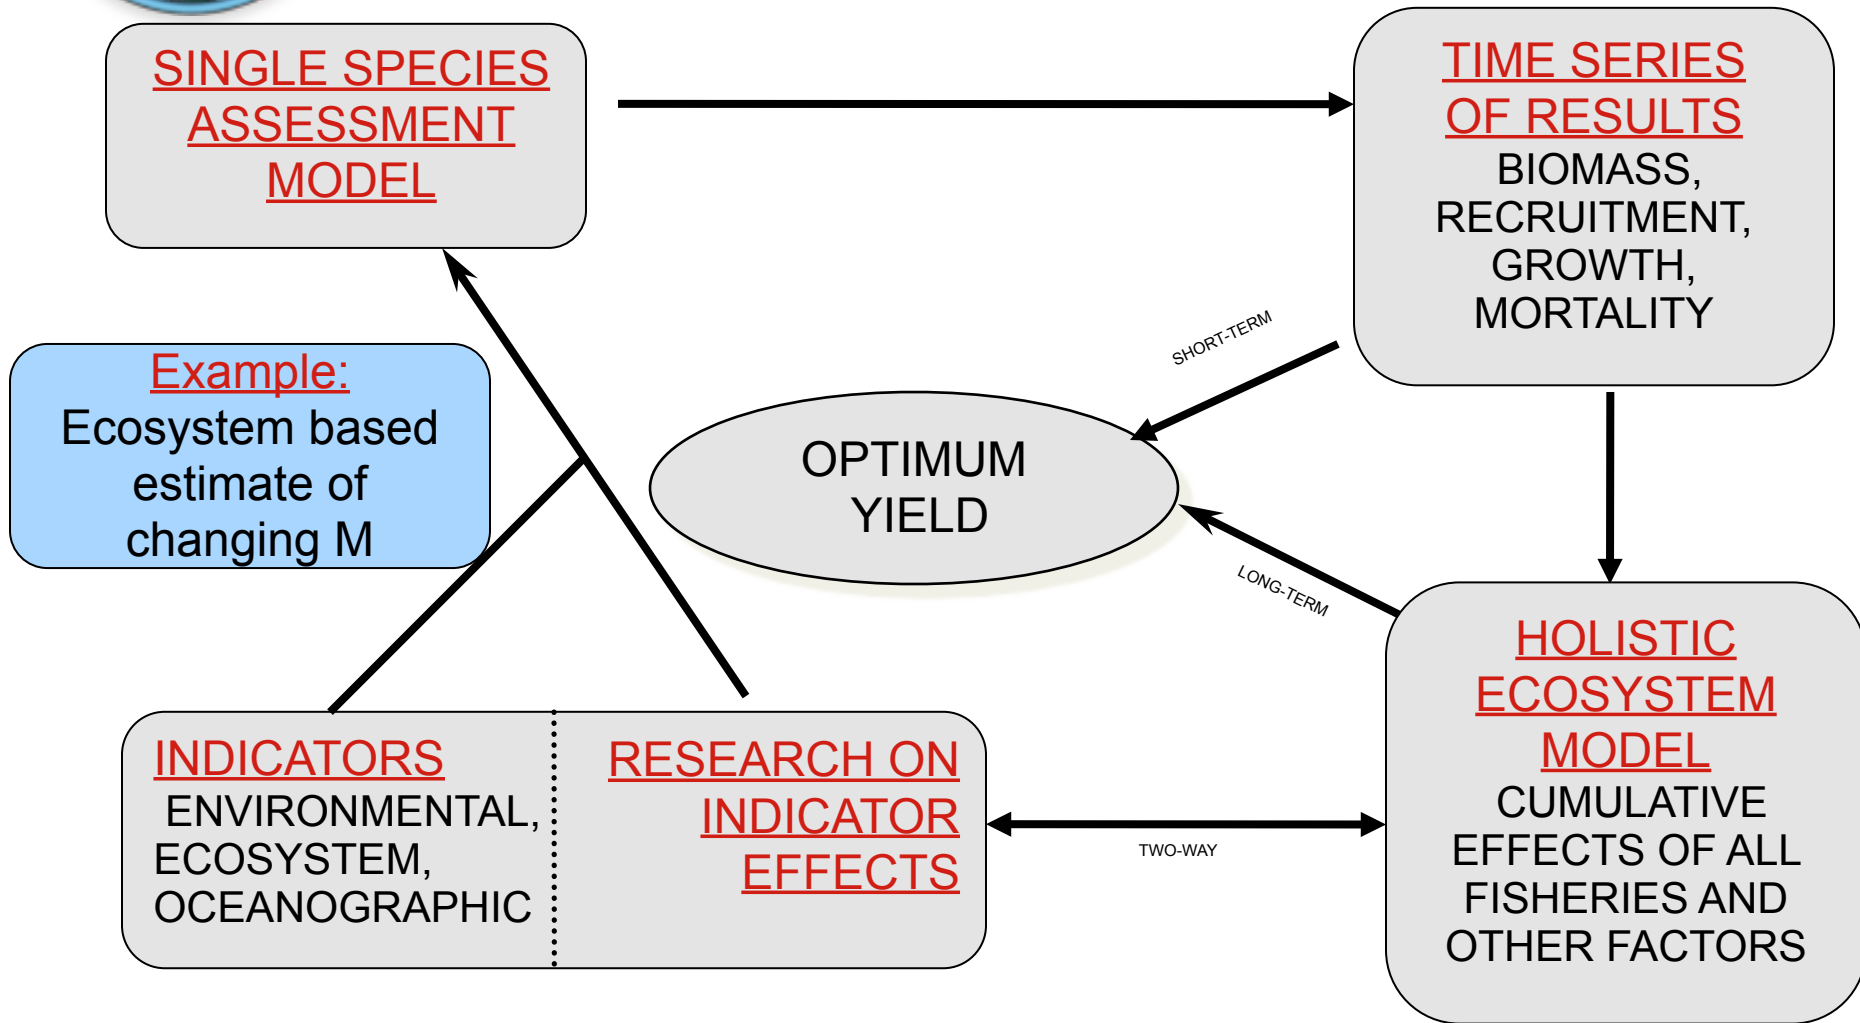 SINGLE SPECIES
ASSESSMENT
MODEL
TIME SERIES
OF RESULTS
BIOMASS,
RECRUITMENT,
GROWTH,
MORTALITY
SHORT-TERM
Example:
Ecosystem based
estimate of
changing M
OPTIMUM
YIELD
LONG-TERM
HOLISTIC
ECOSYSTEM
MODEL
CUMULATIVE
EFFECTS OF ALL
FISHERIES AND
OTHER FACTORS
INDICATORS
ENVIRONMENTAL,
ECOSYSTEM,
OCEANOGRAPHIC
RESEARCH ON
INDICATOR
EFFECTS
TWO-WAY